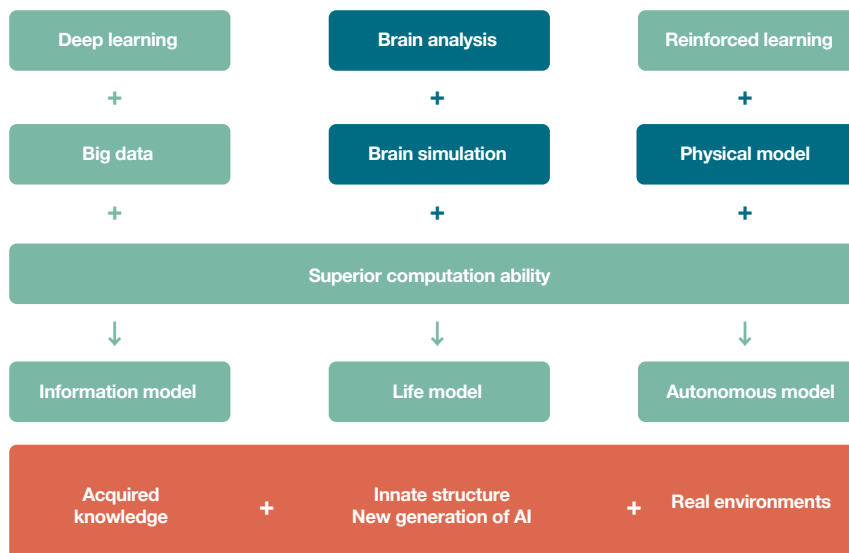 Deep learning
Brain analysis
Reinforced learning
+
+
+
Big data
Brain simulation
Physical model
+
+
+
Superior computation ability
↓
↓
↓
Information model
Life model
Autonomous model
Acquired
knowledge
+
Innate structure
New generation of AI
+
Real environments